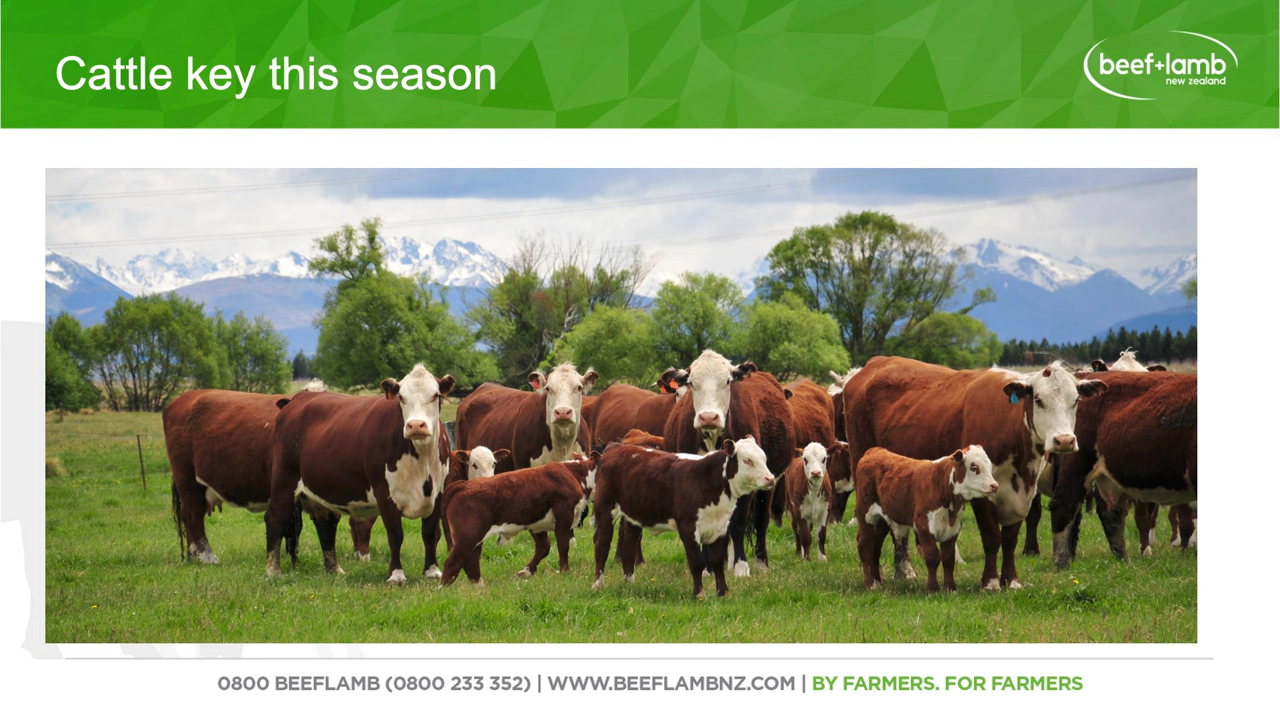 Cattle key this season
beef+lamb
new zealand
0800 BEEFLAMB (0800 233 352) | WWW.BEEFLAMBNZ.COM | BY FARMERS. FOR FARMERS